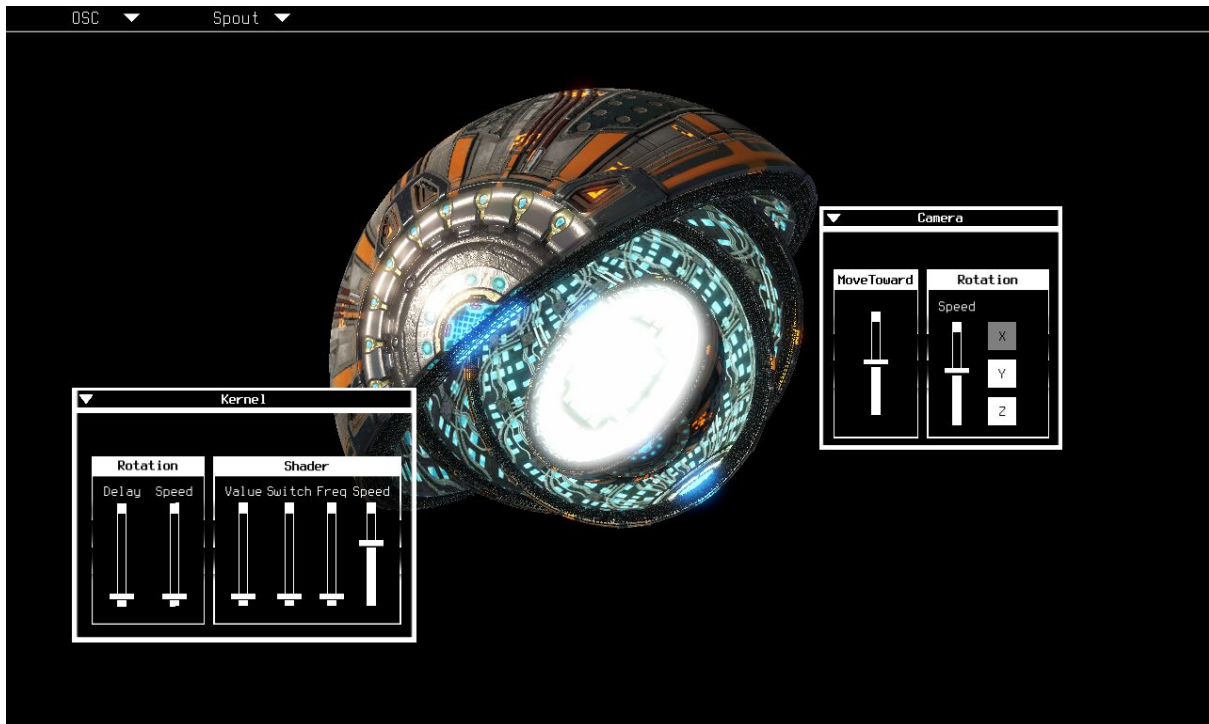 OSC Spout
Camera
MoveToward Rotation
Speed
X
Y
Z
Kernel
Rotation Shader
Delay Speed Value Switch Freq Speed